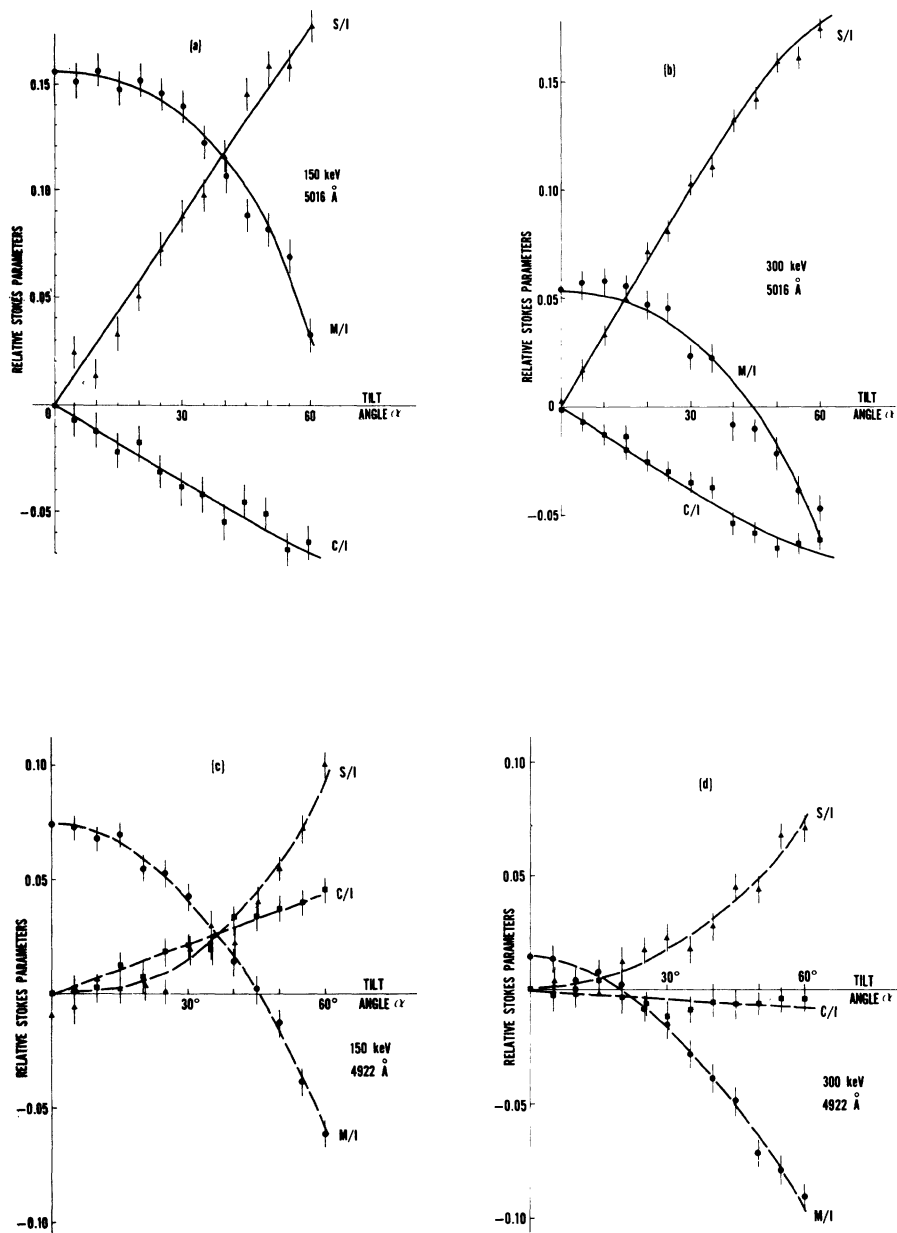 S/I
(a)
0.15
150 keV
5016 Å
0.10
RELATIVE STOKES PARAMETERS
0.05
M/I
TILT
0
30
60
ANGLE α
−0.05
C/I
S/I
(b)
0.15
0.10
300 keV
5016 Å
RELATIVE STOKES PARAMETERS
0.05
M/I
TILT
0
30
60
ANGLE α
C/I
−0.05
0.10
(c)
S/I
0.05
C/I
RELATIVE STOKES PARAMETERS
TILT
0
30°
60°
ANGLE α
150 keV
4922 Å
−0.05
M/I
−0.10
0.10
(d)
S/I
0.05
RELATIVE STOKES PARAMETERS
30°
60°
TILT
0
ANGLE α
C/I
300 keV
4922 Å
−0.05
M/I
−0.10